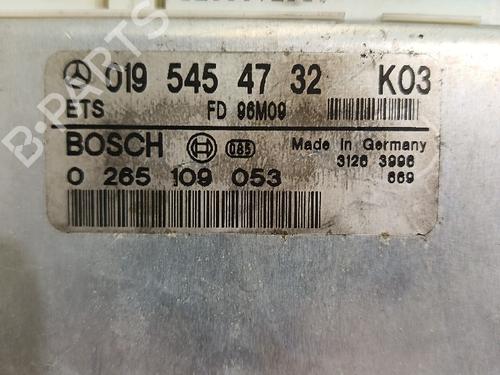 019 545 47 32 K03
ETS FD 96M09
BOSCH 085 Made in Germany
0 265 109 053 3126 3996
669
B-PARTS